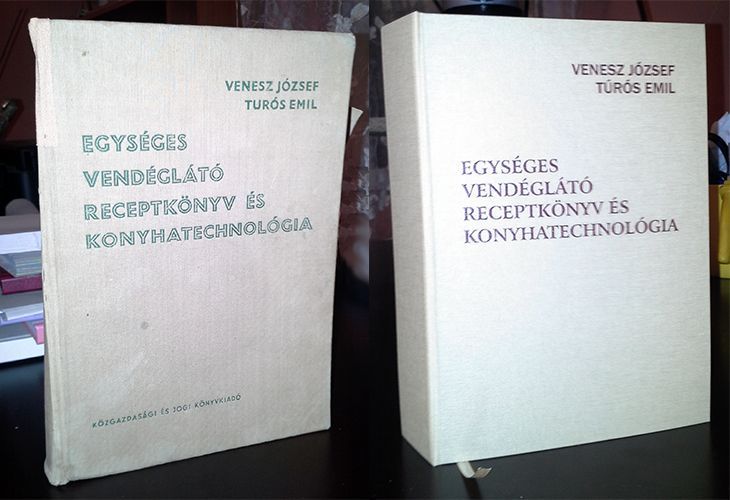 VENESZ JÓZSEF
TURÓS EMIL
EGYSÉGES
VENDÉGLÁTÓ
RECEPTKÖNYV ÉS
KONYHATECHNOLÓGIA
KÖZGAZDASÁGI ÉS JOGI KÖNYVKIADÓ
VENESZ JÓZSEF
TÚRÓS EMIL
EGYSÉGES
VENDÉGLÁTÓ
RECEPTKÖNYV ÉS
KONYHATECHNOLÓGIA